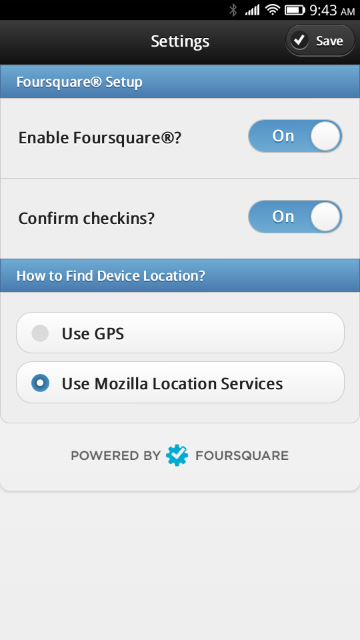 9:43 AM
Settings
Save
Foursquare® Setup
Enable Foursquare®?
On
Confirm checkins?
On
How to Find Device Location?
Use GPS
Use Mozilla Location Services
POWERED BY FOURSQUARE